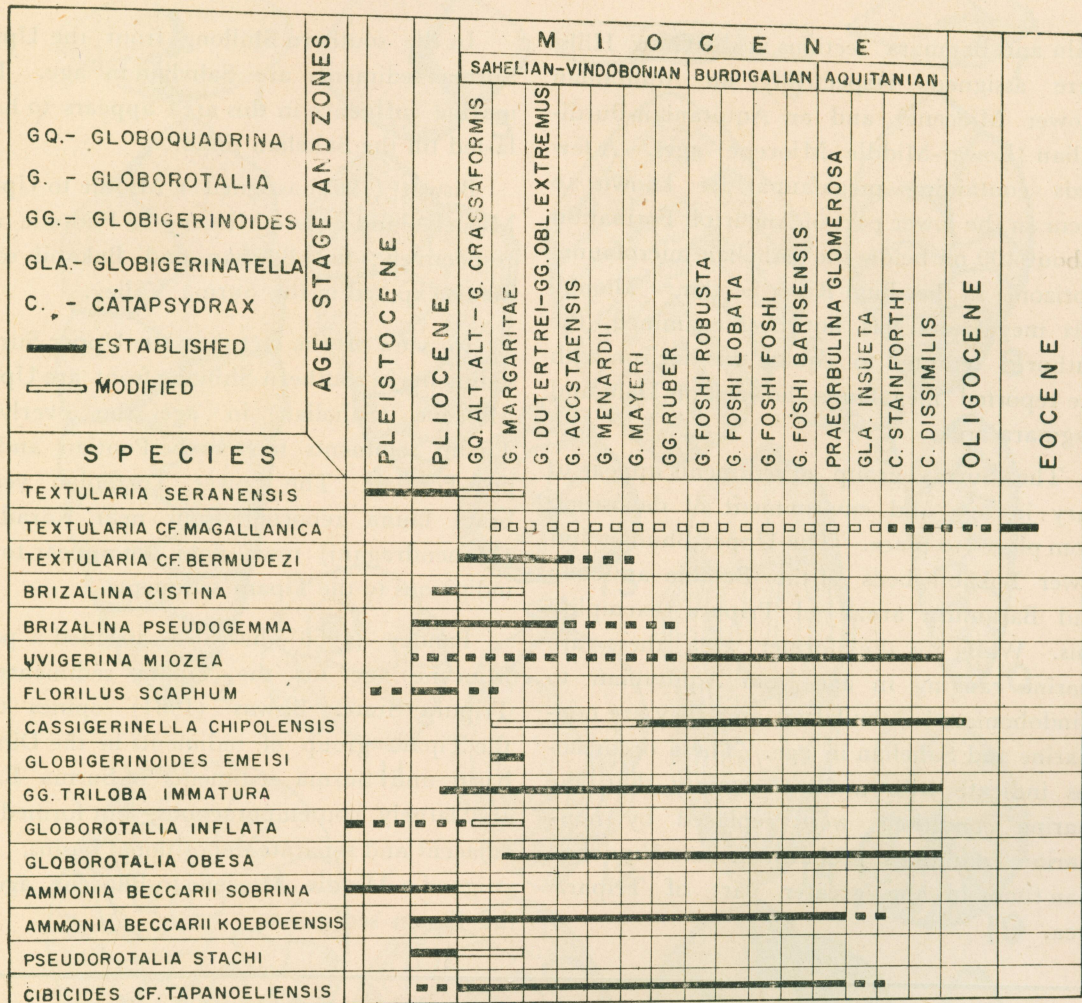 GQ.- GLOBOQUADRINA
G. - GLOBOROTALIA
GG.- GLOBIGERINOIDES
GLA.- GLOBIGERINATELLA
C. - CATAPSYDRAX
ESTABLISHED
MODIFIED
AGE STAGE AND ZONES
SPECIES
MIOCENE
SAHELIAN-VINDOBONIAN
BURDIGALIAN
AQUITANIAN
PLEISTOCENE
PLIOCENE
GQ. ALT. ALT.- G. CRASSAFORMIS
G. MARGARITAE
G. DUTERTREI-GG.OBL.EXTREMUS
G. ACOSTAENSIS
G. MENARDII
G. MAYERI
GG. RUBER
G. FOSHI ROBUSTA
G. FOSHI LOBATA
G. FOSHI FOSHI
G. FOSHI BARISENSIS
PRAEORBULINA GLOMEROSA
GLA. INSUETA
C. STAINFORTHI
C. DISSIMILIS
OLIGOCENE
EOCENE
TEXTULARIA SERANENSIS
TEXTULARIA CF. MAGALLANICA
TEXTULARIA CF. BERMUDEZI
BRIZALINA CISTINA
BRIZALINA PSEUDOGEMMA
UVIGERINA MIOZEA
FLORILUS SCAPHUM
CASSIGERINELLA CHIPOLENSIS
GLOBIGERINOIDES EMEISI
GG. TRILOBA IMMATURA
GLOBOROTALIA INFLATA
GLOBOROTALIA OBESA
AMMONIA BECCARII SOBRINA
AMMONIA BECCARII KOEBOEENSIS
PSEUDOROTALIA STACHI
CIBICIDES CF. TAPANOELIENSIS